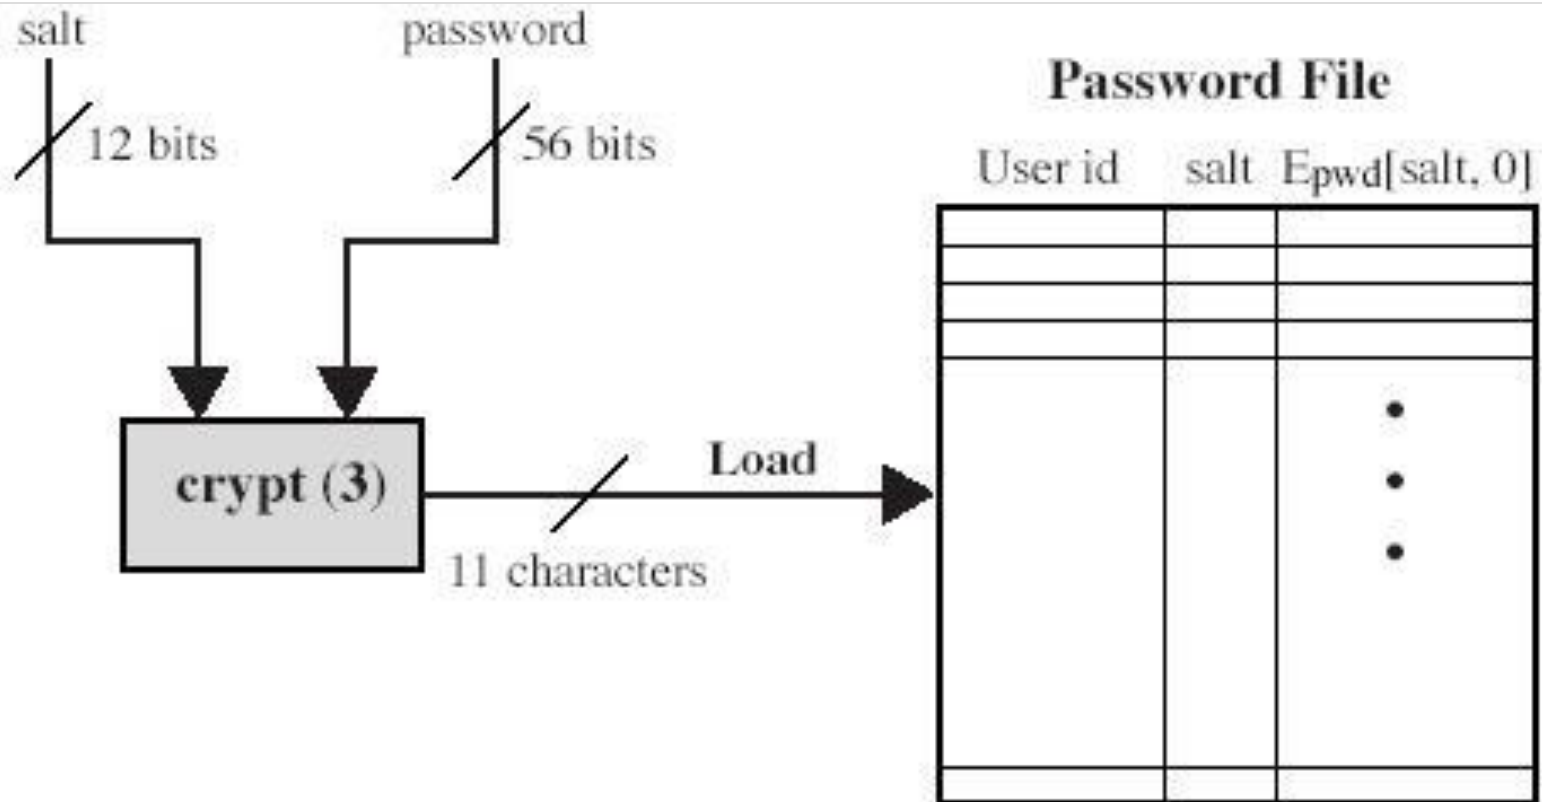 salt
password
12 bits
56 bits
Password File
User id
salt
Epwd[salt, 0]
crypt (3)
Load
11 characters